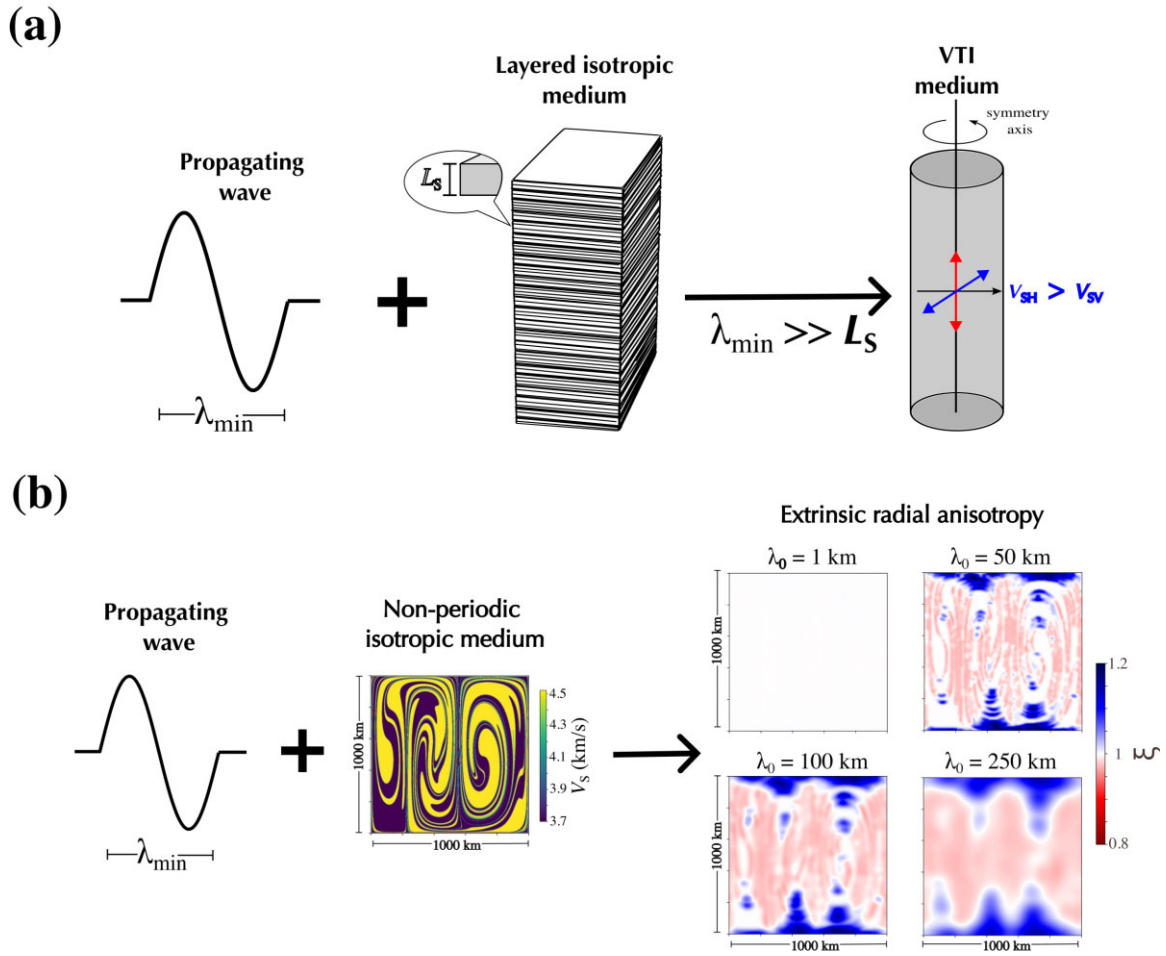 (a)
Layered isotropic
medium
VTI
medium
symmetry
axis
Propagating
wave
L_S
λ_min
+
λ_min >> L_S
V_SH > V_SV
(b)
Extrinsic radial anisotropy
λ_0 = 1 km
λ_0 = 50 km
Propagating
wave
Non-periodic
isotropic medium
1000 km
4.5
4.3
4.1
3.9
3.7
V_S (km/s)
1000 km
λ_min
+
1000 km
1.2
1
0.8
ξ
λ_0 = 100 km
λ_0 = 250 km
1000 km
1000 km
1000 km